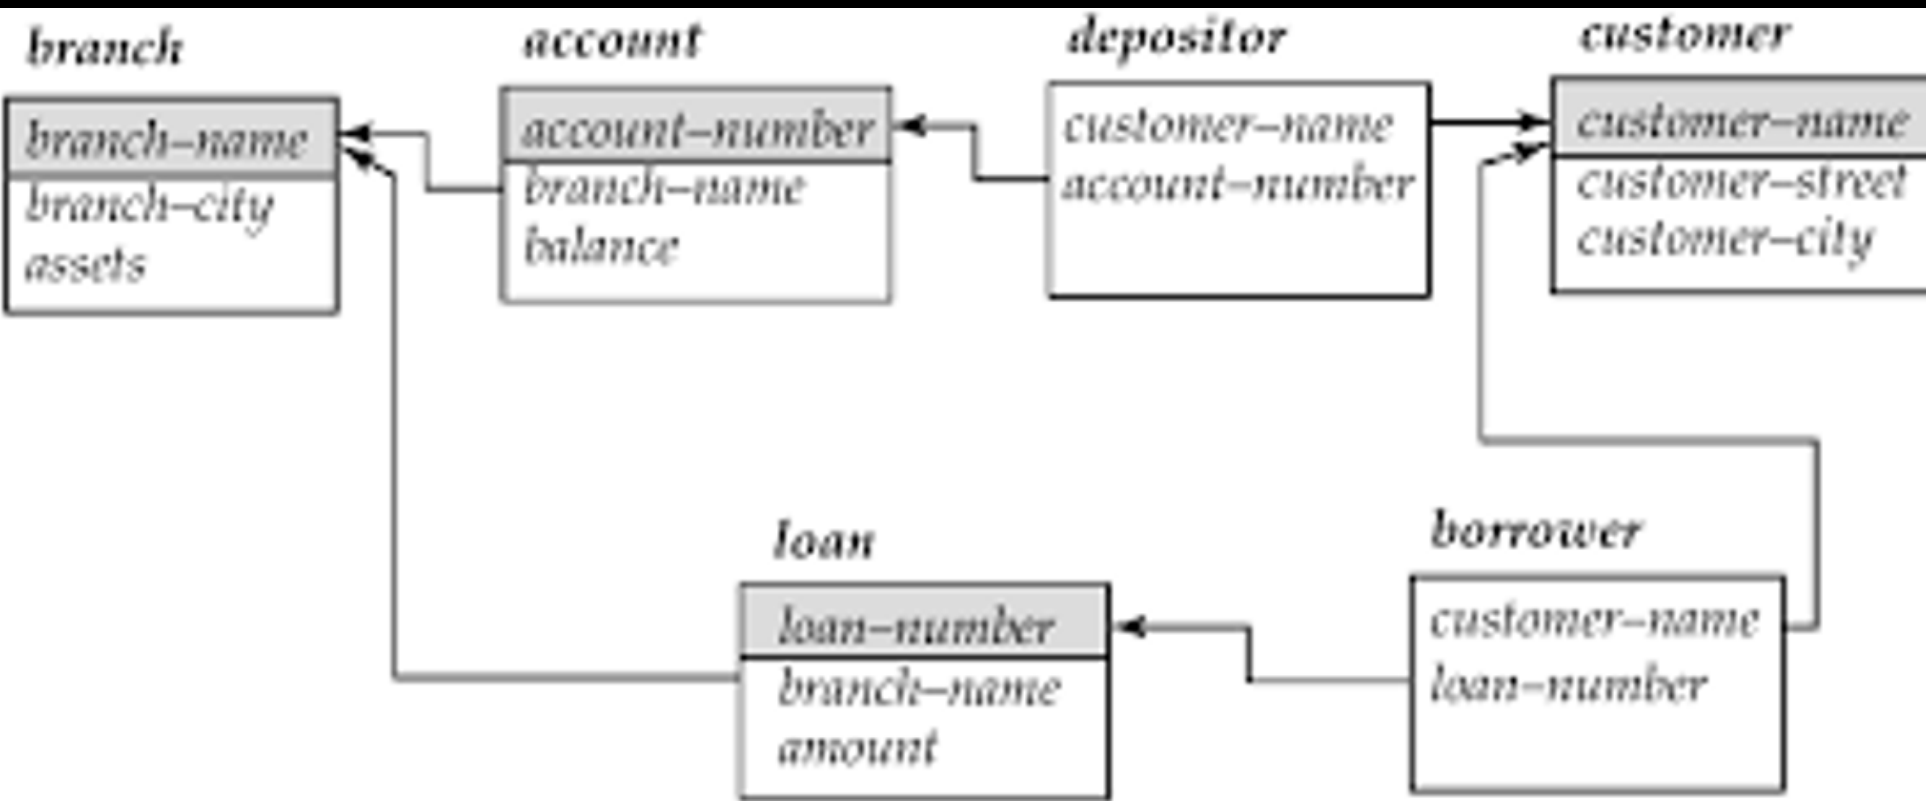 branch
branch–name
branch–city
assets
account
account–number
branch–name
balance
depositor
customer–name
account–number
customer
customer–name
customer–street
customer–city
loan
loan–number
branch–name
amount
borrower
customer–name
loan–number